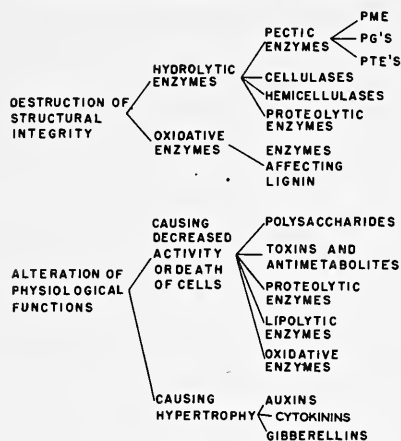 PME
PECTIC
ENZYMES
PG'S
PTE'S
HYDROLYTIC
ENZYMES
CELLULASES
HEMICELLULASES
DESTRUCTION OF
STRUCTURAL
INTEGRITY
PROTEOLYTIC
ENZYMES
OXIDATIVE
ENZYMES
ENZYMES
AFFECTING
LIGNIN
CAUSING
DECREASED
ACTIVITY
OR DEATH
OF CELLS
POLYSACCHARIDES
TOXINS AND
ANTIMETABOLITES
ALTERATION OF
PHYSIOLOGICAL
FUNCTIONS
PROTEOLYTIC
ENZYMES
LIPOLYTIC
ENZYMES
OXIDATIVE
ENZYMES
CAUSING
HYPERTROPHY
AUXINS
CYTOKININS
GIBBERELLINS